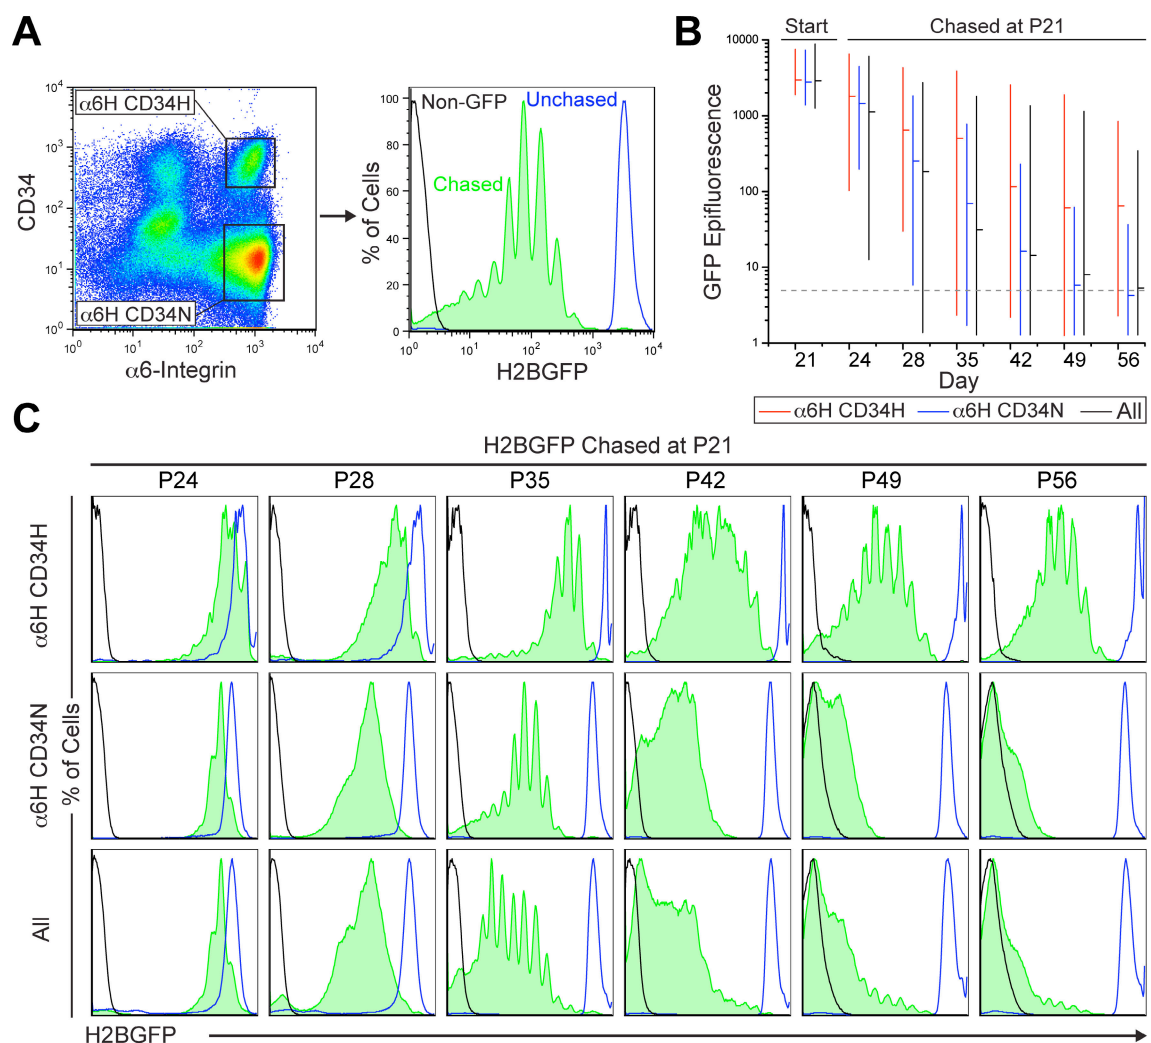 A
α6H CD34H
α6H CD34N
10⁴
10³
10²
10¹
10⁰
CD34
10⁰ 10¹ 10² 10³ 10⁴
α6-Integrin
Non-GFP
Unchased
Chased
100
80
60
40
20
0
% of Cells
10⁰ 10¹ 10² 10³ 10⁴
H2BGFP
B
Start Chased at P21
10000
1000
100
10
1
GFP Epifluorescence
21 24 28 35 42 49 56
Day
α6H CD34H α6H CD34N All
C
H2BGFP Chased at P21
P24 P28 P35 P42 P49 P56
α6H CD34H
α6H CD34N
All
% of Cells
H2BGFP